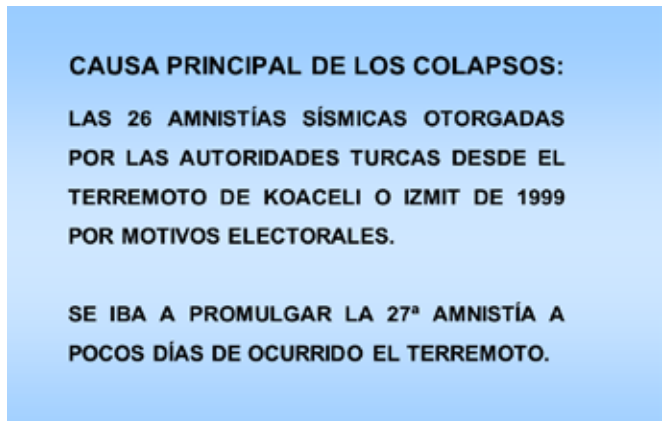 CAUSA PRINCIPAL DE LOS COLAPSOS:
LAS 26 AMNISTÍAS SÍSMICAS OTORGADAS
POR LAS AUTORIDADES TURCAS DESDE EL
TERREMOTO DE KOACELI O IZMIT DE 1999
POR MOTIVOS ELECTORALES.
SE IBA A PROMULGAR LA 27ª AMNISTÍA A
POCOS DÍAS DE OCURRIDO EL TERREMOTO.